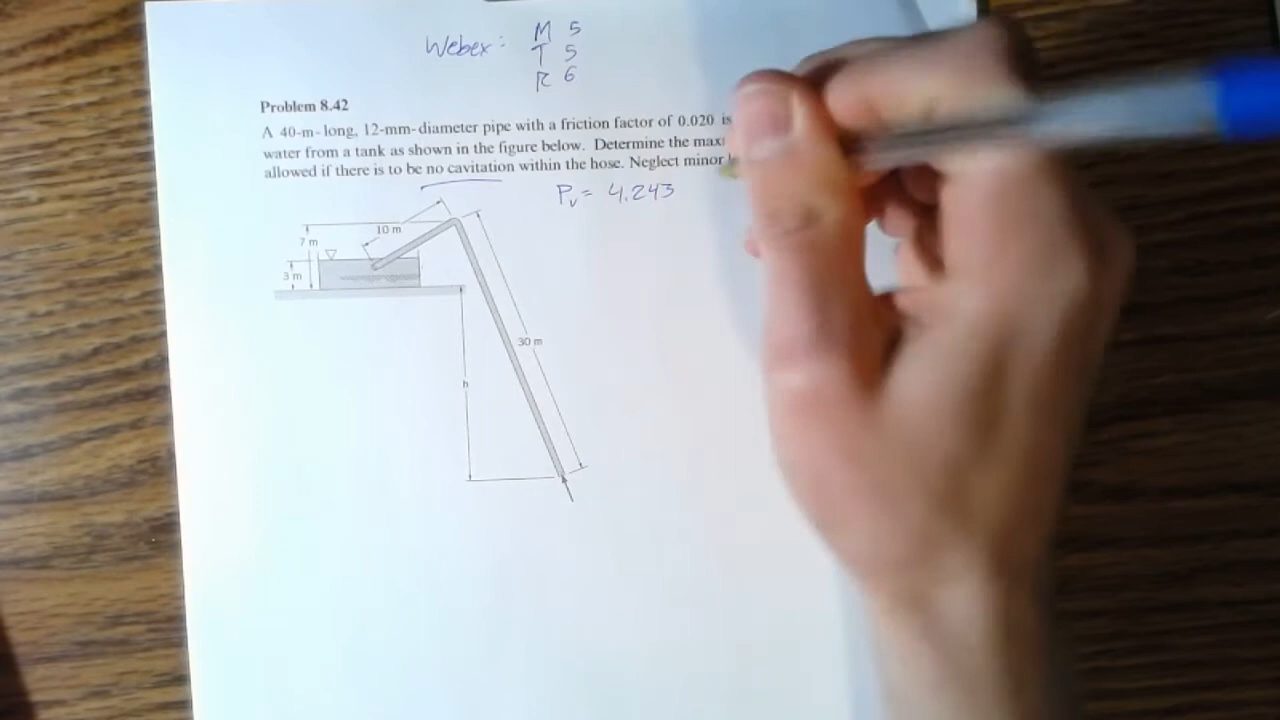 Webex: M 5
T 5
R 6
Problem 8.42
A 40-m-long, 12-mm-diameter pipe with a friction factor of 0.020 is
water from a tank as shown in the figure below. Determine the
allowed if there is to be no cavitation within the hose. Neglect minor
Pv = 4.243
10 m
7 m
3 m
30 m
h